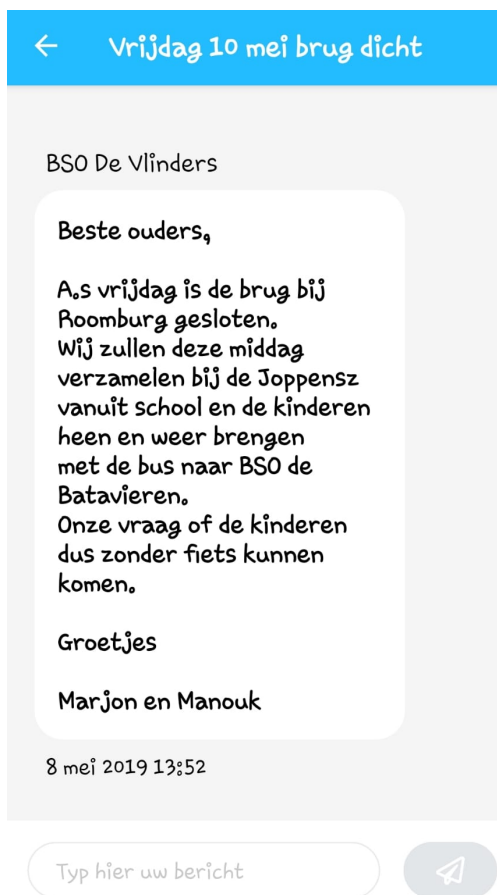 Vrijdag 10 mei brug dicht
BSO De Vlinders
Beste ouders,
A.s vrijdag is de brug bij
Roomburg gesloten.
Wij zullen deze middag
verzamelen bij de Joppensz
vanuit school en de kinderen
heen en weer brengen
met de bus naar BSO de
Batavieren.
Onze vraag of de kinderen
dus zonder fiets kunnen
komen.
Groetjes
Marjon en Manouk
8 mei 2019 13:52
Typ hier uw bericht